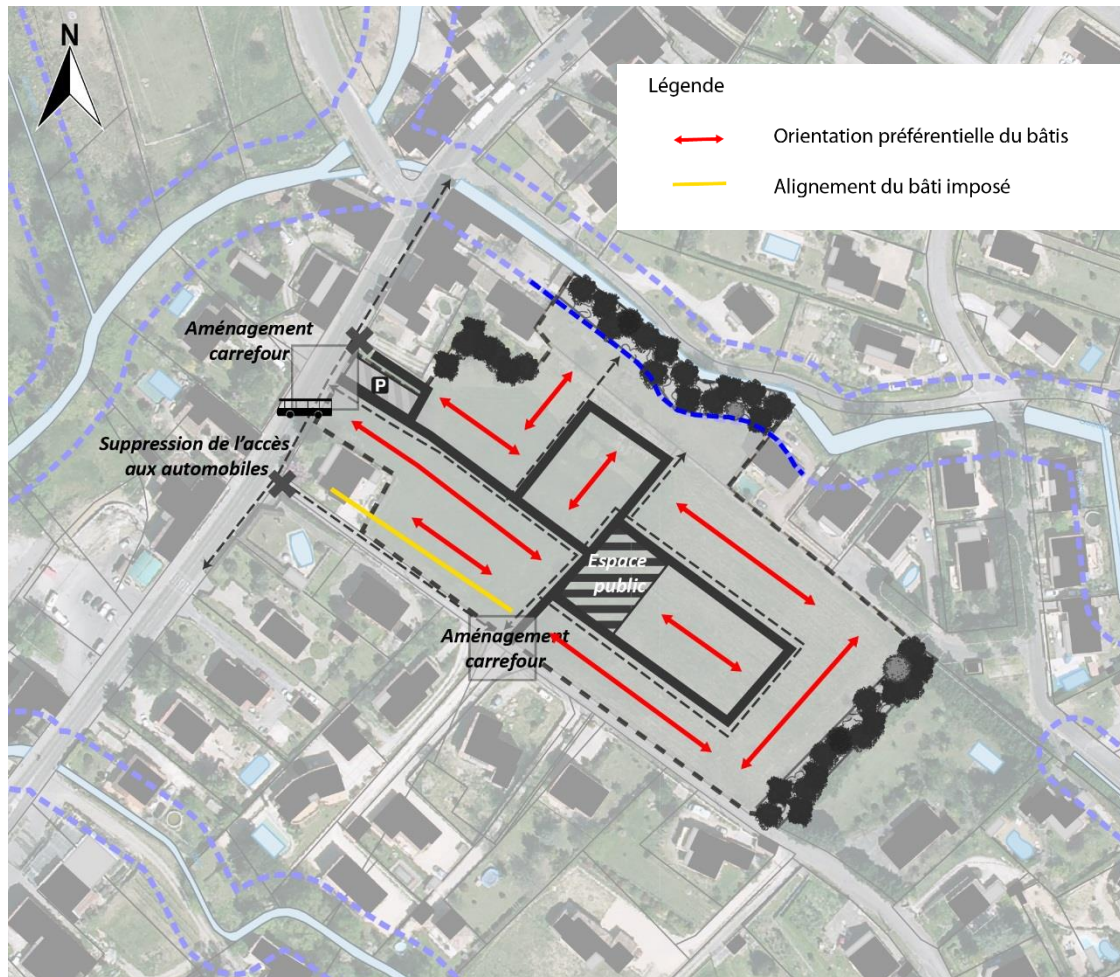 N
Légende
Orientation préférentielle du bâtis
Alignement du bâti imposé
Aménagement
carrefour
P
Suppression de l'accès
aux automobiles
Espace
public
Aménagement
carrefour